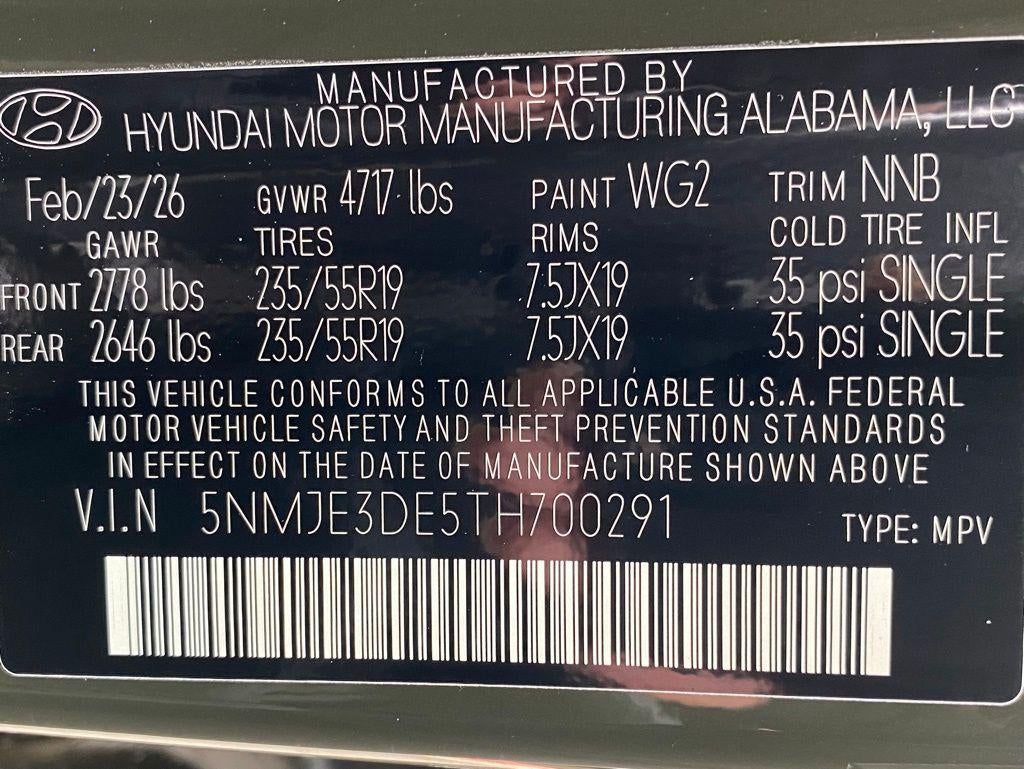 MANUFACTURED BY
HYUNDAI MOTOR MANUFACTURING ALABAMA, LLC
Feb/23/26 GVWR 4717 lbs PAINT WG2 TRIM NNB
GAWR TIRES RIMS COLD TIRE INFL
FRONT 2778 lbs 235/55R19 7.5JX19 35 psi SINGLE
REAR 2646 lbs 235/55R19 7.5JX19 35 psi SINGLE
THIS VEHICLE CONFORMS TO ALL APPLICABLE U.S.A. FEDERAL
MOTOR VEHICLE SAFETY AND THEFT PREVENTION STANDARDS
IN EFFECT ON THE DATE OF MANUFACTURE SHOWN ABOVE
V.I.N 5NMJE3DE5TH700291 TYPE: MPV